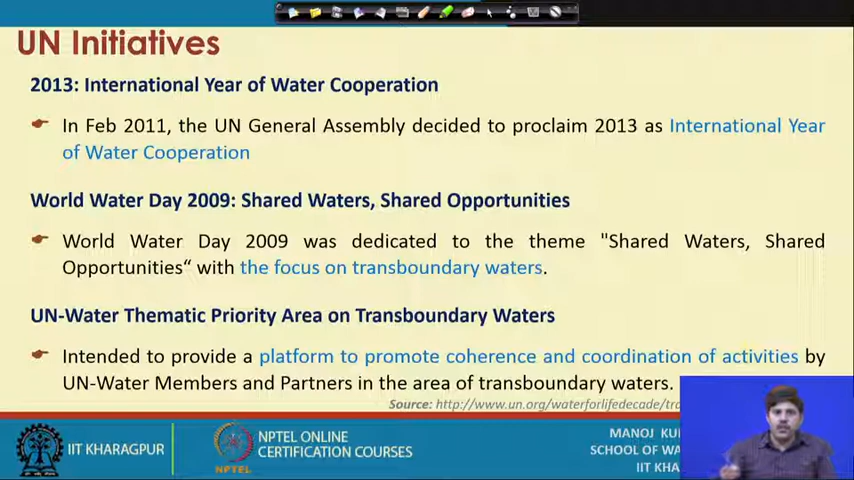 UN Initiatives
2013: International Year of Water Cooperation
In Feb 2011, the UN General Assembly decided to proclaim 2013 as International Year
of Water Cooperation
World Water Day 2009: Shared Waters, Shared Opportunities
World Water Day 2009 was dedicated to the theme "Shared Waters, Shared
Opportunities“ with the focus on transboundary waters.
UN-Water Thematic Priority Area on Transboundary Waters
Intended to provide a platform to promote coherence and coordination of activities by
UN-Water Members and Partners in the area of transboundary waters.
Source: http://www.un.org/waterforlifedecade/tra
IIT KHARAGPUR
NPTEL
NPTEL ONLINE
CERTIFICATION COURSES
MANOJ KU
SCHOOL OF WA
IIT KHA